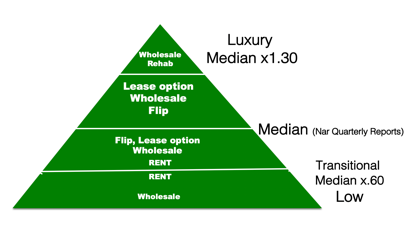 Luxury
Median x1.30
Wholesale
Rehab
Lease option
Wholesale
Flip
Median (Nar Quarterly Reports)
Flip, Lease option
Wholesale
RENT
Transitional
Median x.60
RENT
Wholesale
Low